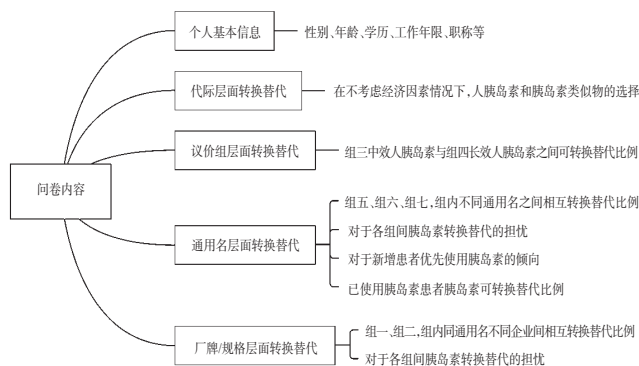 个人基本信息
性别、年龄、学历、工作年限、职称等
代际层面转换替代
在不考虑经济因素情况下,人胰岛素和胰岛素类似物的选择
议价组层面转换替代
组三中效人胰岛素与组四长效人胰岛素之间可转换替代比例
问卷内容
通用名层面转换替代
组五、组六、组七,组内不同通用名之间相互转换替代比例
对于各组间胰岛素转换替代的担忧
对于新增患者优先使用胰岛素的倾向
已使用胰岛素患者胰岛素可转换替代比例
厂牌/规格层面转换替代
组一、组二,组内同通用名不同企业间相互转换替代比例
对于各组间胰岛素转换替代的担忧